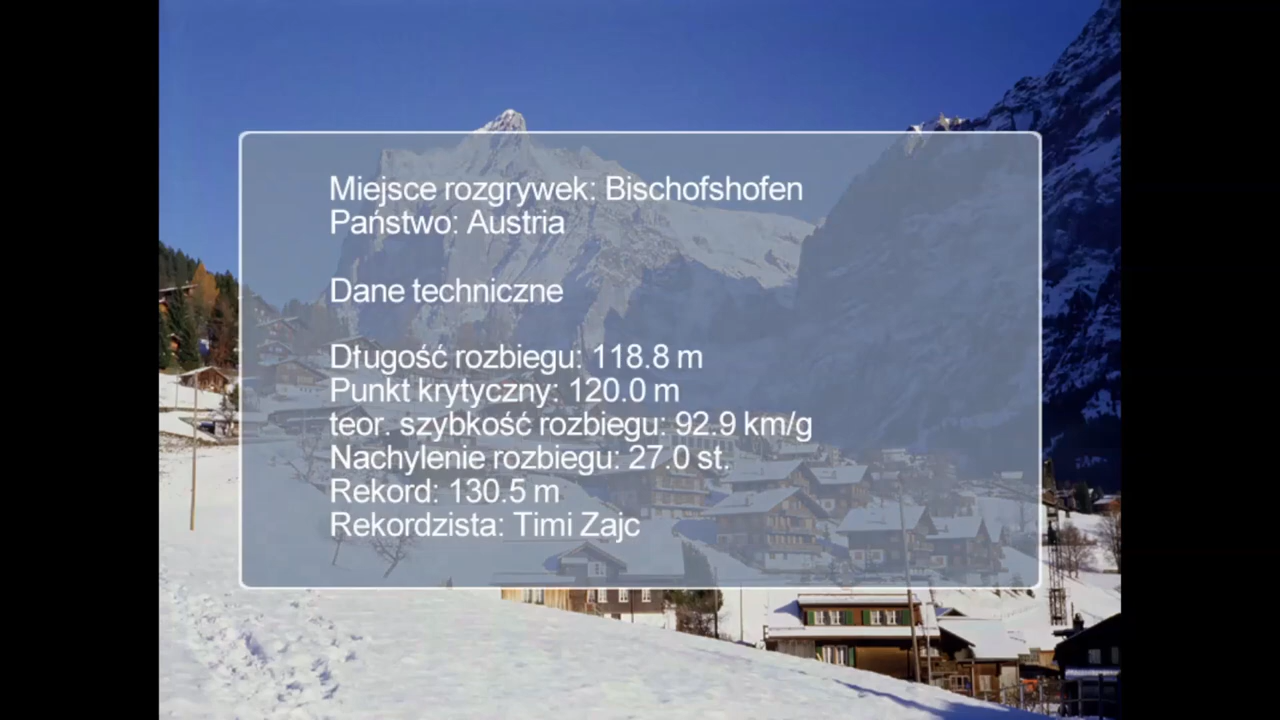 Miejsce rozgrywek: Bischofshofen
Państwo: Austria
Dane techniczne
Długość rozbiegu: 118.8 m
Punkt krytyczny: 120.0 m
teor. szybkość rozbiegu: 92.9 km/g
Nachylenie rozbiegu: 27.0 st.
Rekord: 130.5 m
Rekordzista: Timi Zajc